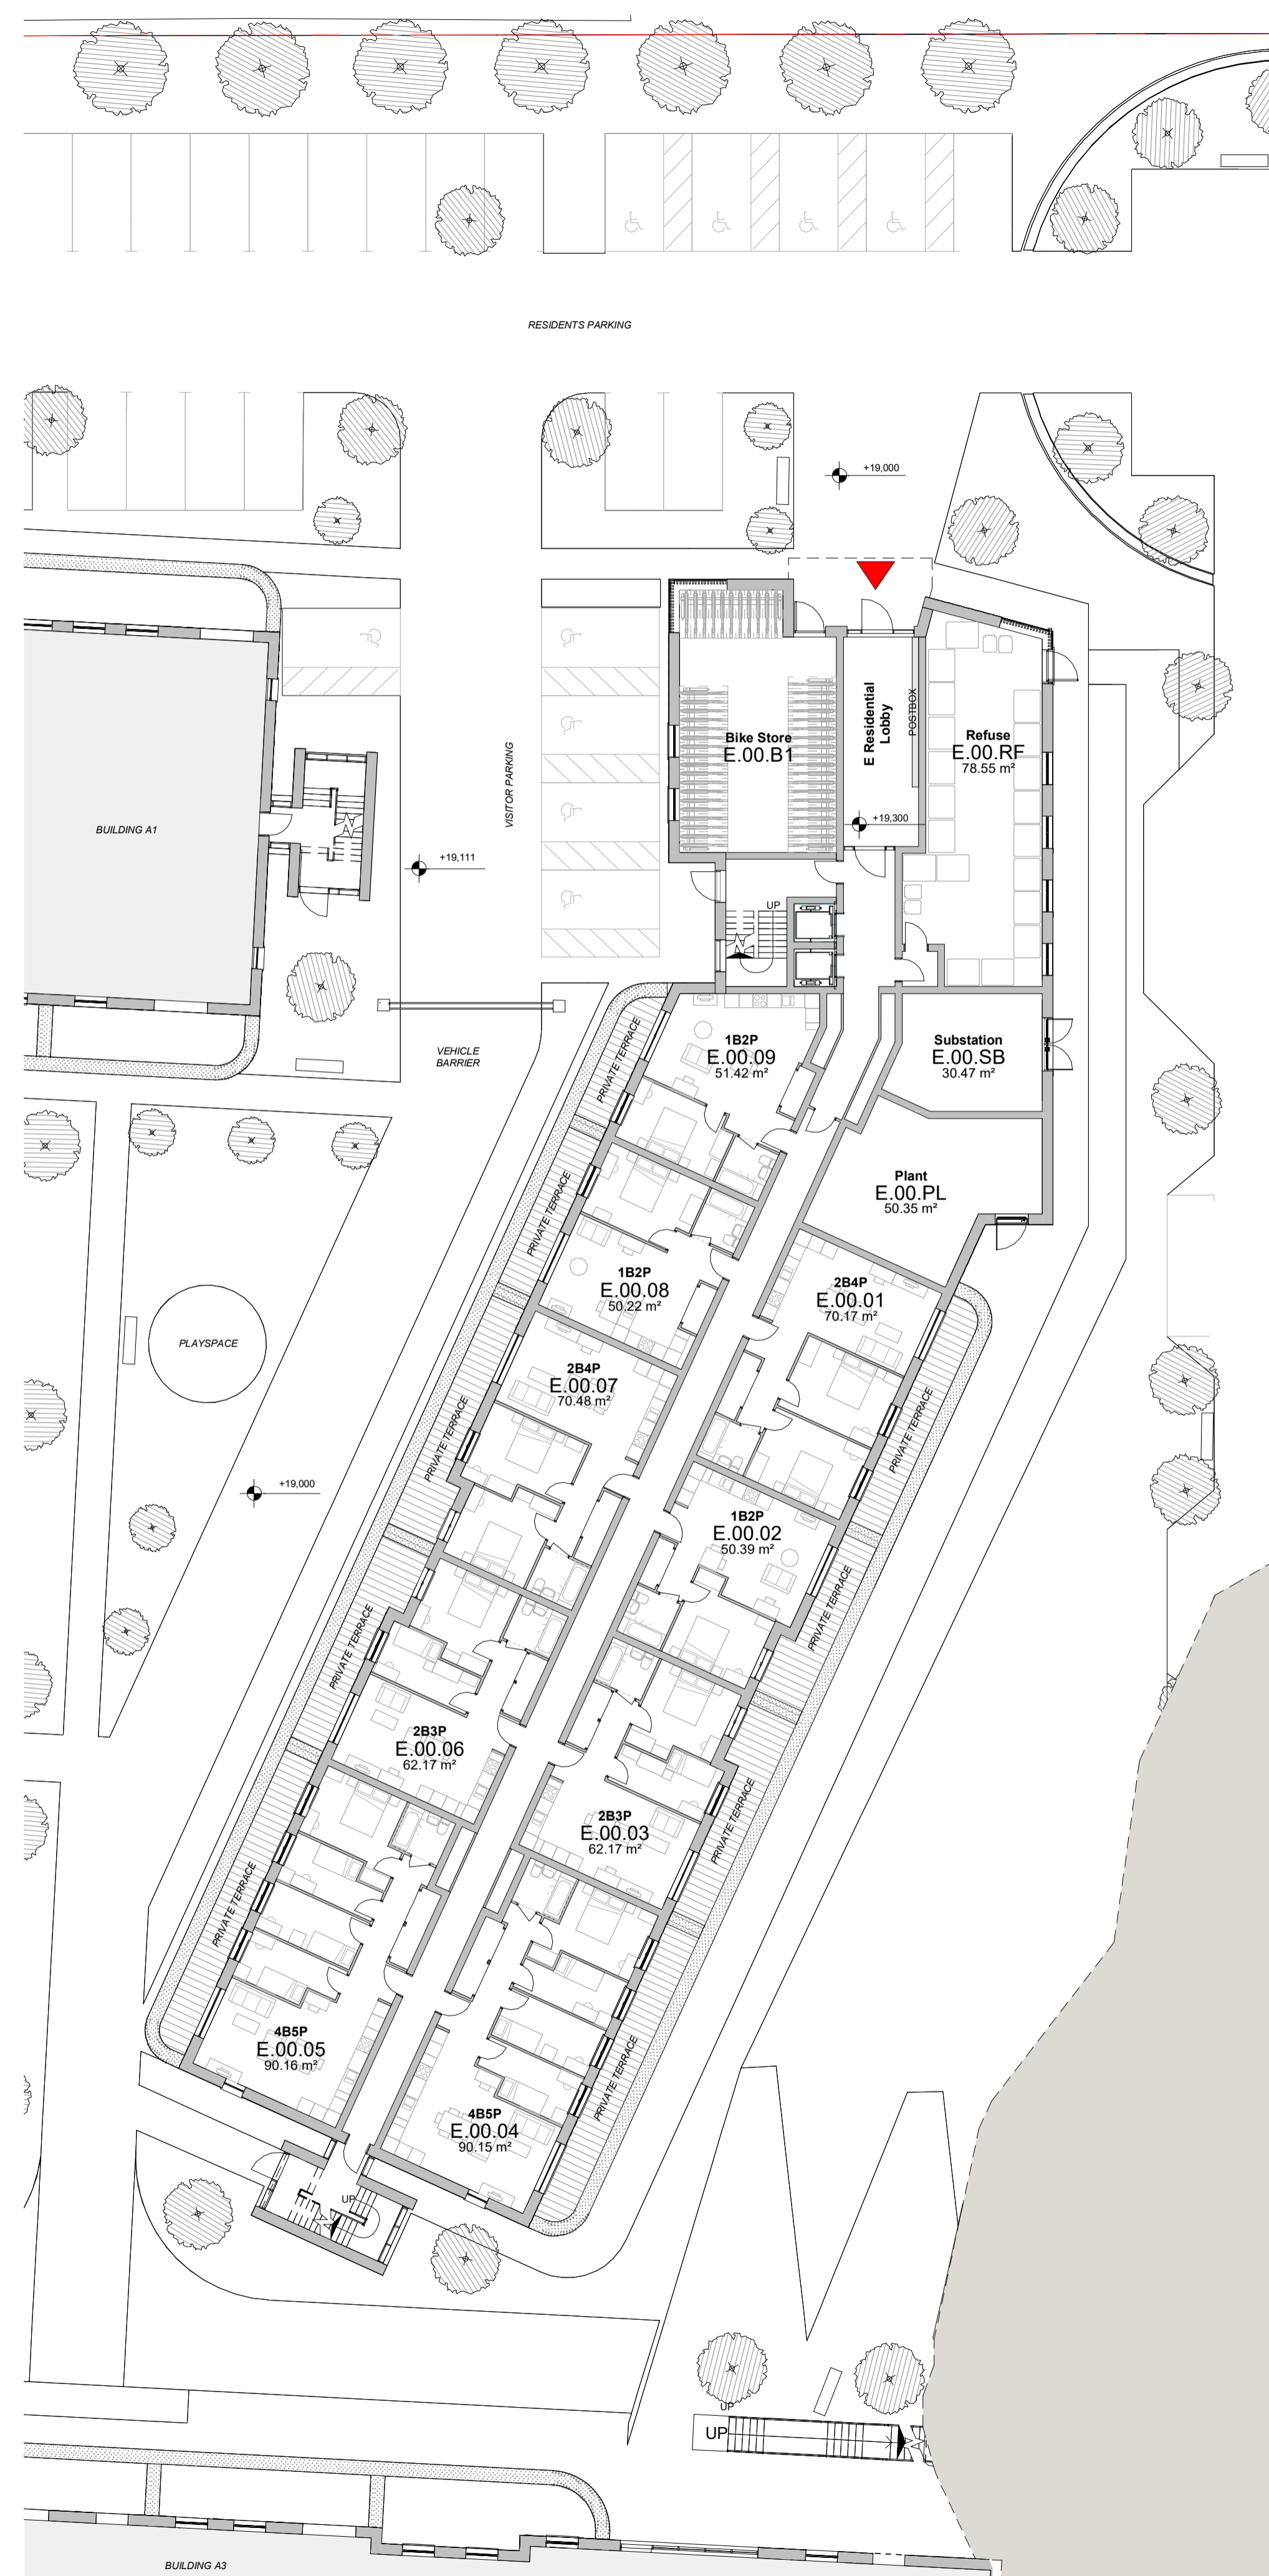 RESIDENTS PARKING
+19,000
E Residential
Lobby
POSTBOX
Bike Store
E.00.B1
Refuse
E.00.RF
78.55 m²
VISITOR PARKING
BUILDING A1
+19,300
+19,111
UP
VEHICLE
BARRIER
PRIVATE TERRACE
1B2P
E.00.09
51.42 m²
Substation
E.00.SB
30.47 m²
Plant
E.00.PL
50.35 m²
PRIVATE TERRACE
1B2P
E.00.08
50.22 m²
2B4P
E.00.01
70.17 m²
PLAYSPACE
2B4P
E.00.07
70.48 m²
PRIVATE TERRACE
PRIVATE TERRACE
+19,000
1B2P
E.00.02
50.39 m²
PRIVATE TERRACE
PRIVATE TERRACE
2B3P
E.00.06
62.17 m²
2B3P
E.00.03
62.17 m²
PRIVATE TERRACE
PRIVATE TERRACE
4B5P
E.00.05
90.16 m²
4B5P
E.00.04
90.15 m²
PRIVATE TERRACE
UP
UP
UP
BUILDING A3